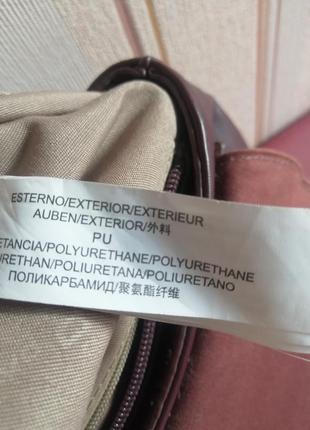 ESTERNO/EXTERIOR/EXTERIEUR
AUBEN/EXTERIOR/外料
PU
ETANCIA/POLYURETHANE/POLYURETHANE
URETHAN/POLIURETANA/POLIURETANO
ПОЛИКАРБАМИД/聚氨酯纤维